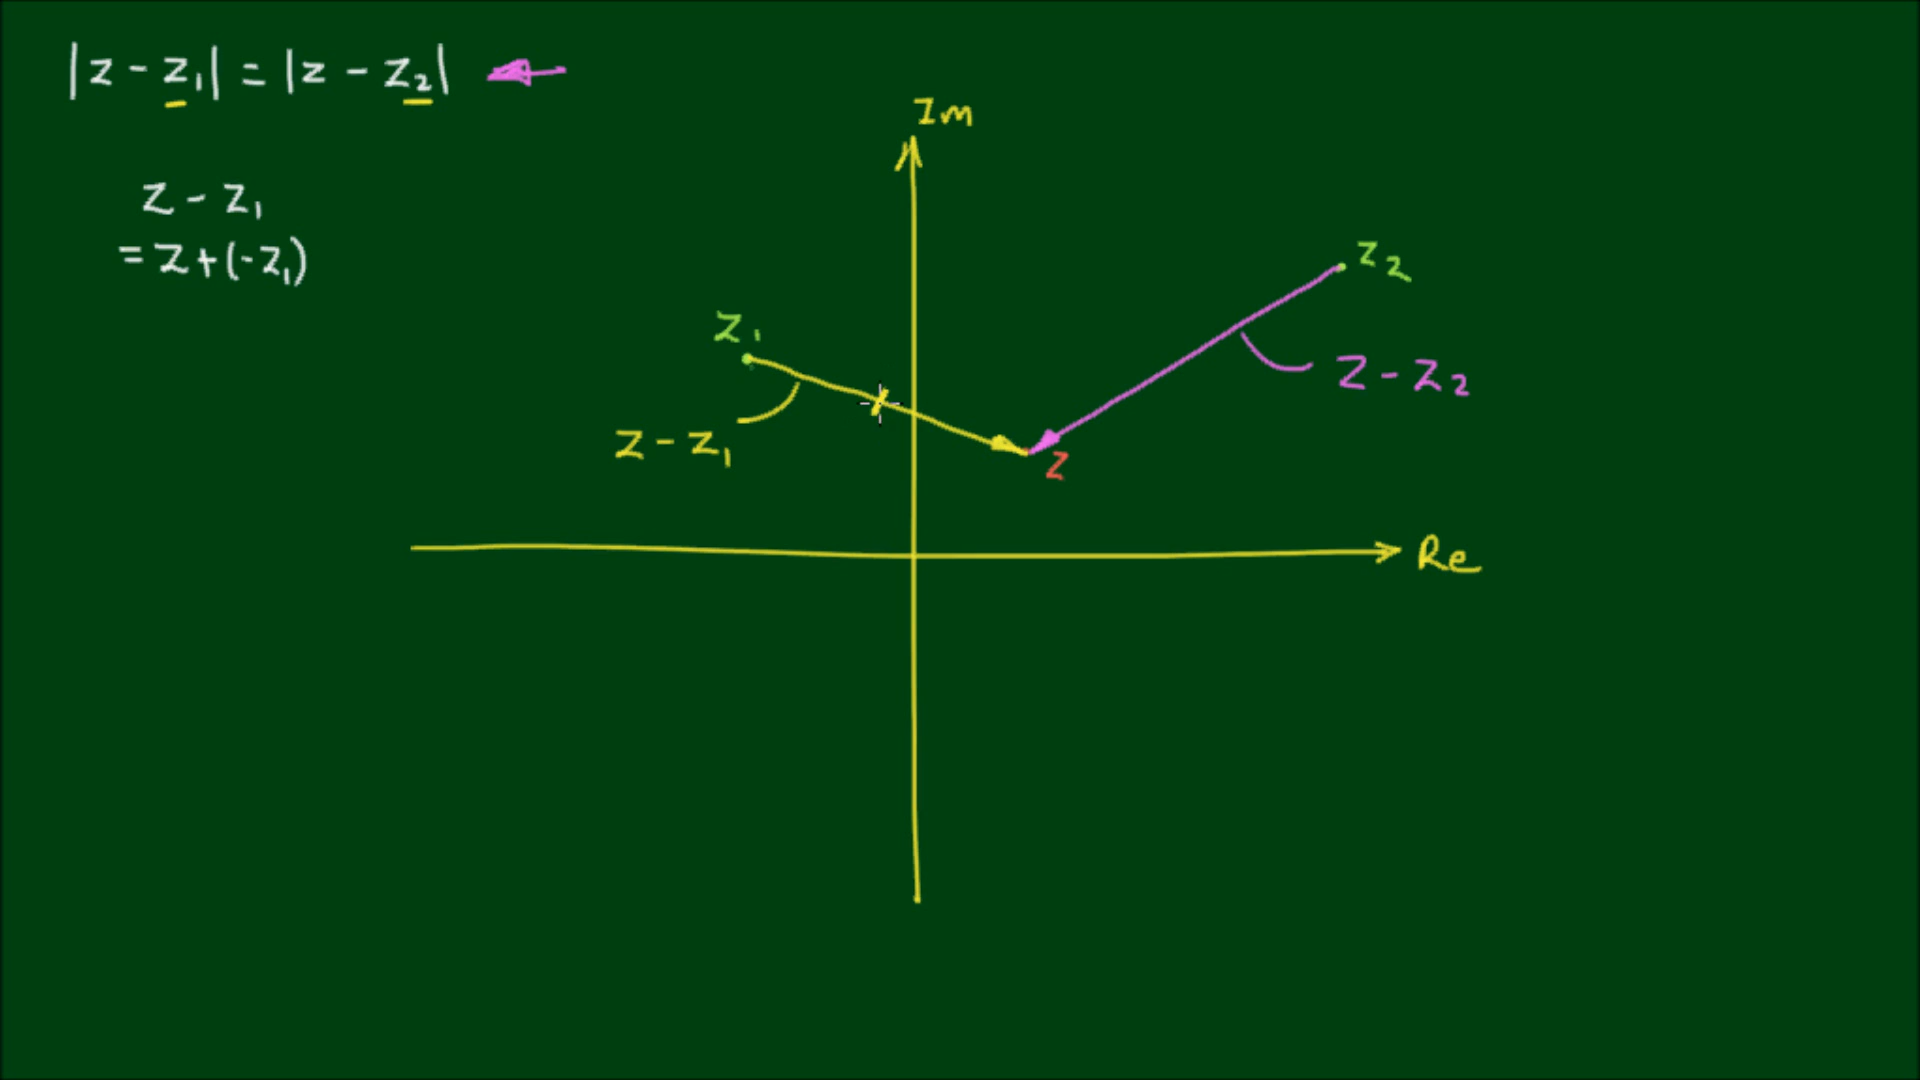 |z - z₁| = |z - z₂|
z - z₁
= z + (-z₁)
Im
z₂
z₁
z - z₂
z - z₁
z
Re